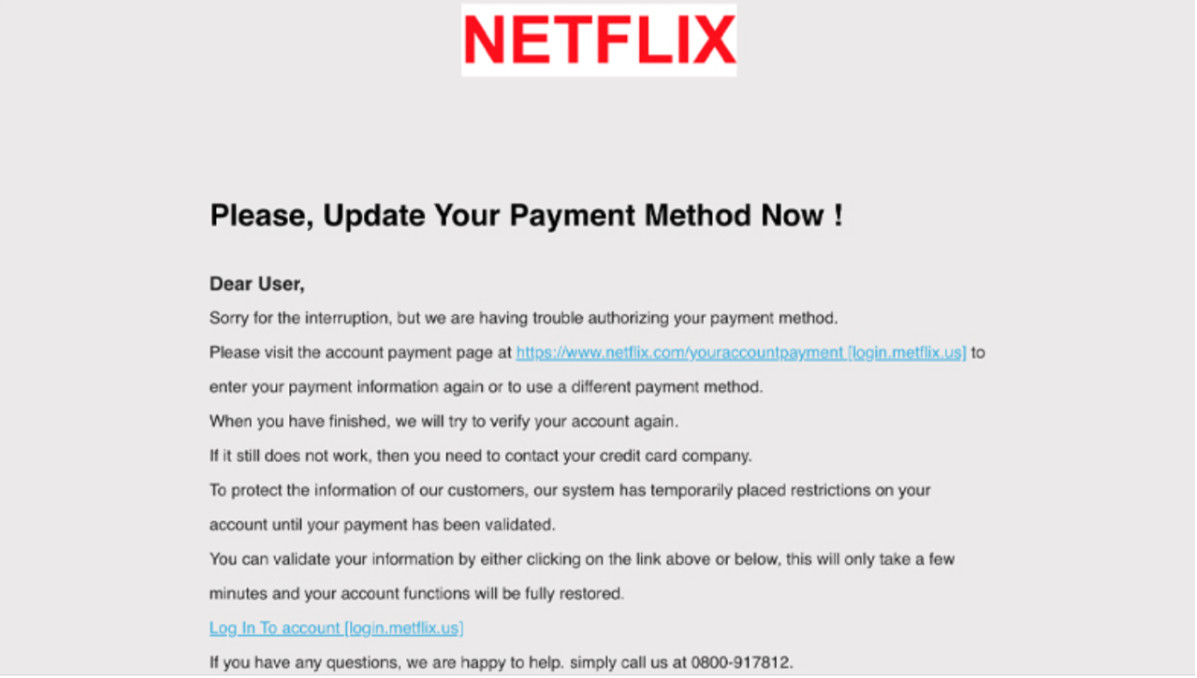 NETFLIX
Please, Update Your Payment Method Now !
Dear User,
Sorry for the interruption, but we are having trouble authorizing your payment method.
Please visit the account payment page at https://www.netflix.com/youraccountpayment [login.metflix.us] to
enter your payment information again or to use a different payment method.
When you have finished, we will try to verify your account again.
If it still does not work, then you need to contact your credit card company.
To protect the information of our customers, our system has temporarily placed restrictions on your
account until your payment has been validated.
You can validate your information by either clicking on the link above or below, this will only take a few
minutes and your account functions will be fully restored.
Log In To account [login.metflix.us]
If you have any questions, we are happy to help. simply call us at 0800-917812.